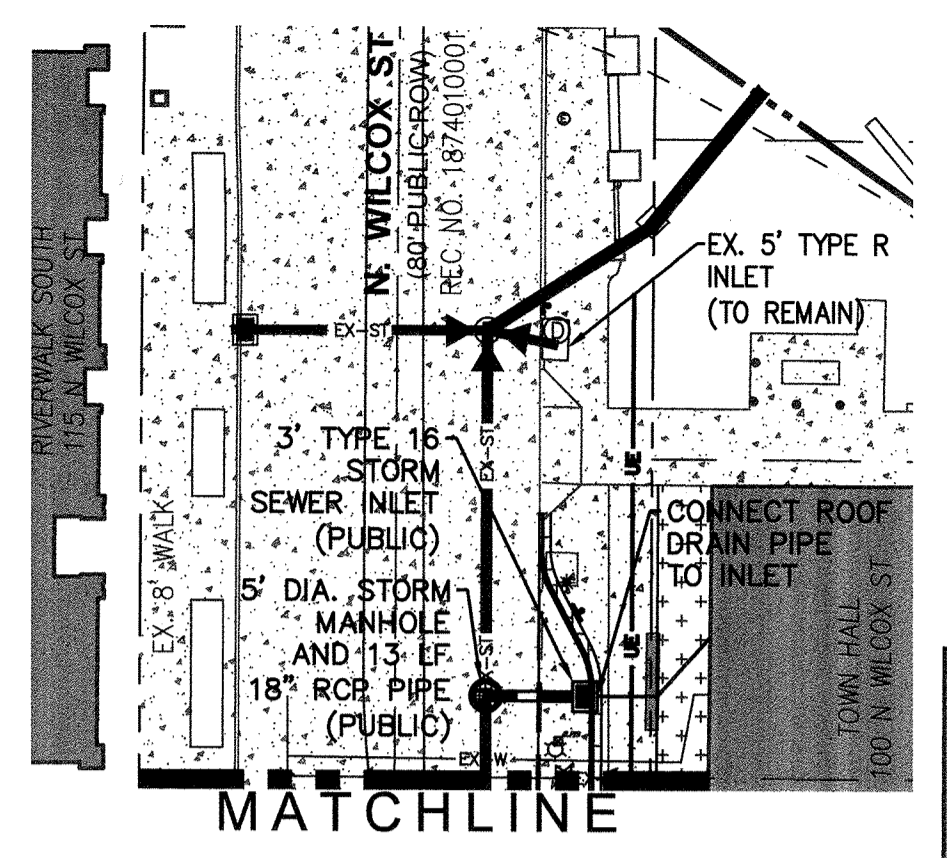 RIVERWALK SOUTH
115 N WILCOX ST
N. WILCOX ST
(80' PUBLIC ROW)
REC NO. 1874010001
EX. 5' TYPE R
INLET
(TO REMAIN)
EX-ST
D
EX-ST
3' TYPE 16
STORM
SEWER INLET
(PUBLIC)
UE
CONNECT ROOF
DRAIN PIPE
TO INLET
EX. 8' WALK
5' DIA. STORM
MANHOLE
AND 13 LF
18" RCP PIPE
(PUBLIC)
EX-ST
UE
TOWN HALL
100 N WILCOX ST
EX-W
MATCHLINE